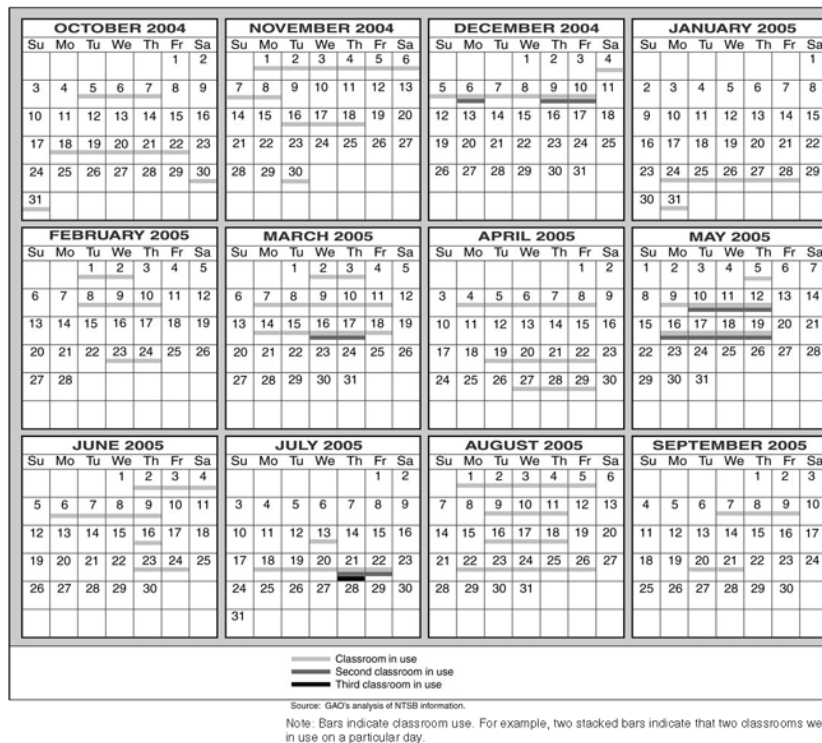 OCTOBER 2004
Su Mo Tu We Th Fr Sa
1 2
3 4 5 6 7 8 9
10 11 12 13 14 15 16
17 18 19 20 21 22 23
24 25 26 27 28 29 30
31
NOVEMBER 2004
Su Mo Tu We Th Fr Sa
1 2 3 4 5 6
7 8 9 10 11 12 13
14 15 16 17 18 19 20
21 22 23 24 25 26 27
28 29 30
DECEMBER 2004
Su Mo Tu We Th Fr Sa
1 2 3 4
5 6 7 8 9 10 11
12 13 14 15 16 17 18
19 20 21 22 23 24 25
26 27 28 29 30 31
JANUARY 2005
Su Mo Tu We Th Fr Sa
1
2 3 4 5 6 7 8
9 10 11 12 13 14 15
16 17 18 19 20 21 22
23 24 25 26 27 28 29
30 31
FEBRUARY 2005
Su Mo Tu We Th Fr Sa
1 2 3 4 5
6 7 8 9 10 11 12
13 14 15 16 17 18 19
20 21 22 23 24 25 26
27 28
MARCH 2005
Su Mo Tu We Th Fr Sa
1 2 3 4 5
6 7 8 9 10 11 12
13 14 15 16 17 18 19
20 21 22 23 24 25 26
27 28 29 30 31
APRIL 2005
Su Mo Tu We Th Fr Sa
1 2
3 4 5 6 7 8 9
10 11 12 13 14 15 16
17 18 19 20 21 22 23
24 25 26 27 28 29 30
MAY 2005
Su Mo Tu We Th Fr Sa
1 2 3 4 5 6 7
8 9 10 11 12 13 14
15 16 17 18 19 20 21
22 23 24 25 26 27 28
29 30 31
JUNE 2005
Su Mo Tu We Th Fr Sa
1 2 3 4
5 6 7 8 9 10 11
12 13 14 15 16 17 18
19 20 21 22 23 24 25
26 27 28 29 30
JULY 2005
Su Mo Tu We Th Fr Sa
1 2
3 4 5 6 7 8 9
10 11 12 13 14 15 16
17 18 19 20 21 22 23
24 25 26 27 28 29 30
31
AUGUST 2005
Su Mo Tu We Th Fr Sa
1 2 3 4 5 6
7 8 9 10 11 12 13
14 15 16 17 18 19 20
21 22 23 24 25 26 27
28 29 30 31
SEPTEMBER 2005
Su Mo Tu We Th Fr Sa
1 2 3
4 5 6 7 8 9 10
11 12 13 14 15 16 17
18 19 20 21 22 23 24
25 26 27 28 29 30
Classroom in use
Second classroom in use
Third classroom in use
Source: GAO's analysis of NTSB information.
Note: Bars indicate classroom use. For example, two stacked bars indicate that two classrooms we
in use on a particular day.